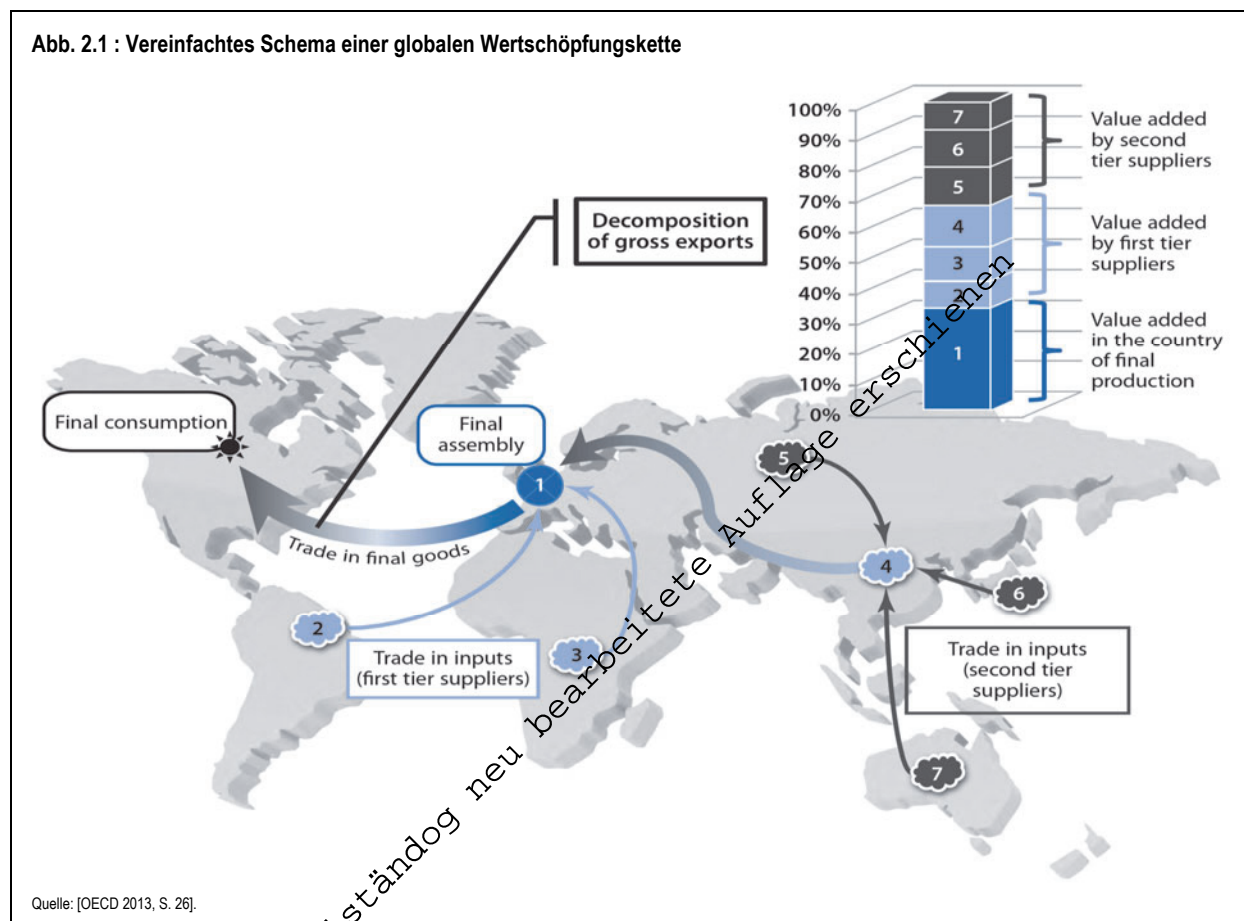 Abb. 2.1 : Vereinfachtes Schema einer globalen Wertschöpfungskette
100%
90%
80%
70%
60%
50%
40%
30%
20%
10%
0%
7
6
5
4
3
2
1
Value added
by second
tier suppliers
Value added
by first tier
suppliers
Value added
in the country
of final
production
Decomposition
of gross exports
Final consumption
Final
assembly
1
Trade in final goods
2
3
Trade in inputs
(first tier suppliers)
5
4
6
7
Trade in inputs
(second tier
suppliers)
ständog neu bearbeitete Auflage erschienen
Quelle: [OECD 2013, S. 26].